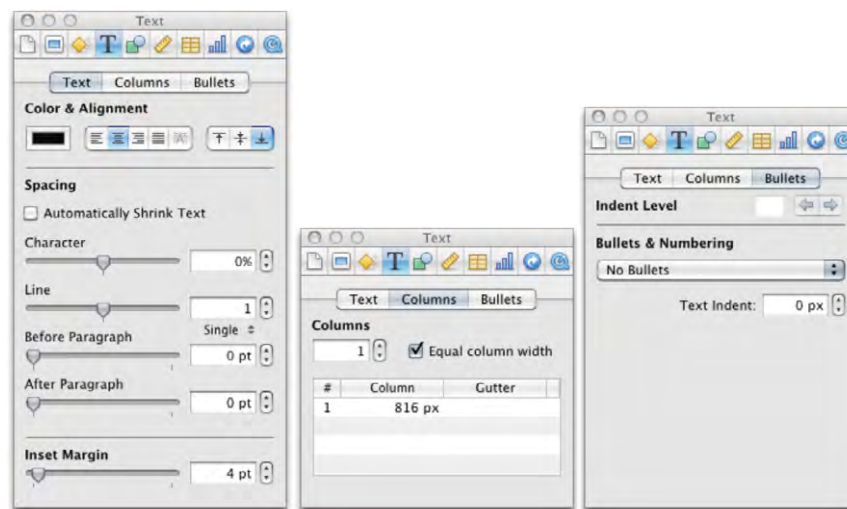 Text
Text Columns Bullets
Color & Alignment
Spacing
Automatically Shrink Text
Character
0%
Line
1
Single
Before Paragraph
0 pt
After Paragraph
0 pt
Inset Margin
4 pt
Text
Text Columns Bullets
Columns
1 Equal column width
# Column Gutter
1 816 px
Text
Text Columns Bullets
Indent Level
Bullets & Numbering
No Bullets
Text Indent: 0 px